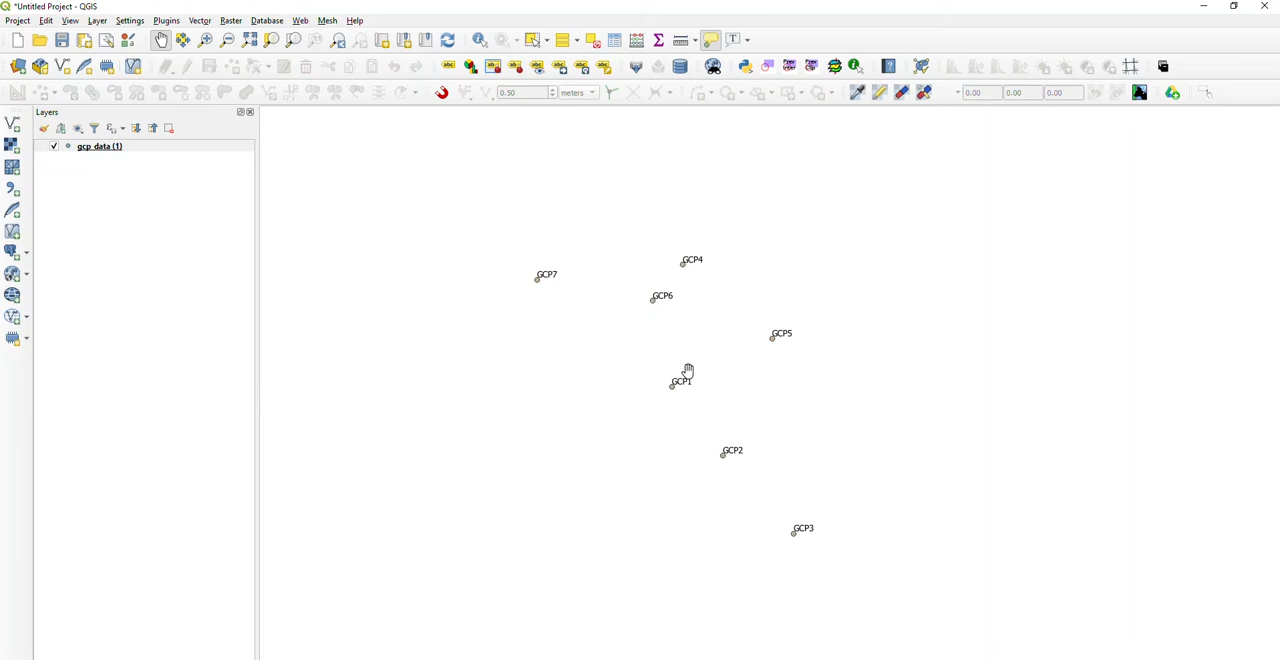 *Untitled Project - QGIS
Project Edit View Layer Settings Plugins Vector Raster Database Web Mesh Help
0.50 meters 0.00 0.00 0.00
Layers
gcp data (1)
GCP4
GCP7
GCP6
GCP5
GCP1
GCP2
GCP3